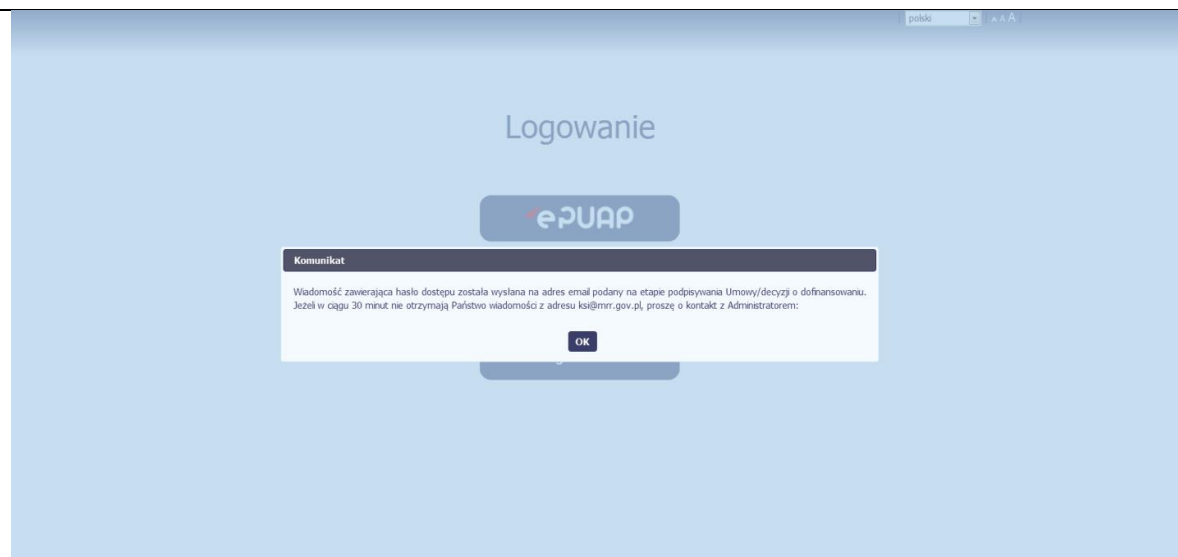 polski
A A A
Logowanie
ePUAP
Komunikat
Wiadomość zawierająca hasło dostępu została wysłana na adres email podany na etapie podpisywania Umowy/decyzji o dofinansowaniu.
Jeżeli w ciągu 30 minut nie otrzymają Państwo wiadomości z adresu ksi@mrr.gov.pl, proszę o kontakt z Administratorem:
OK